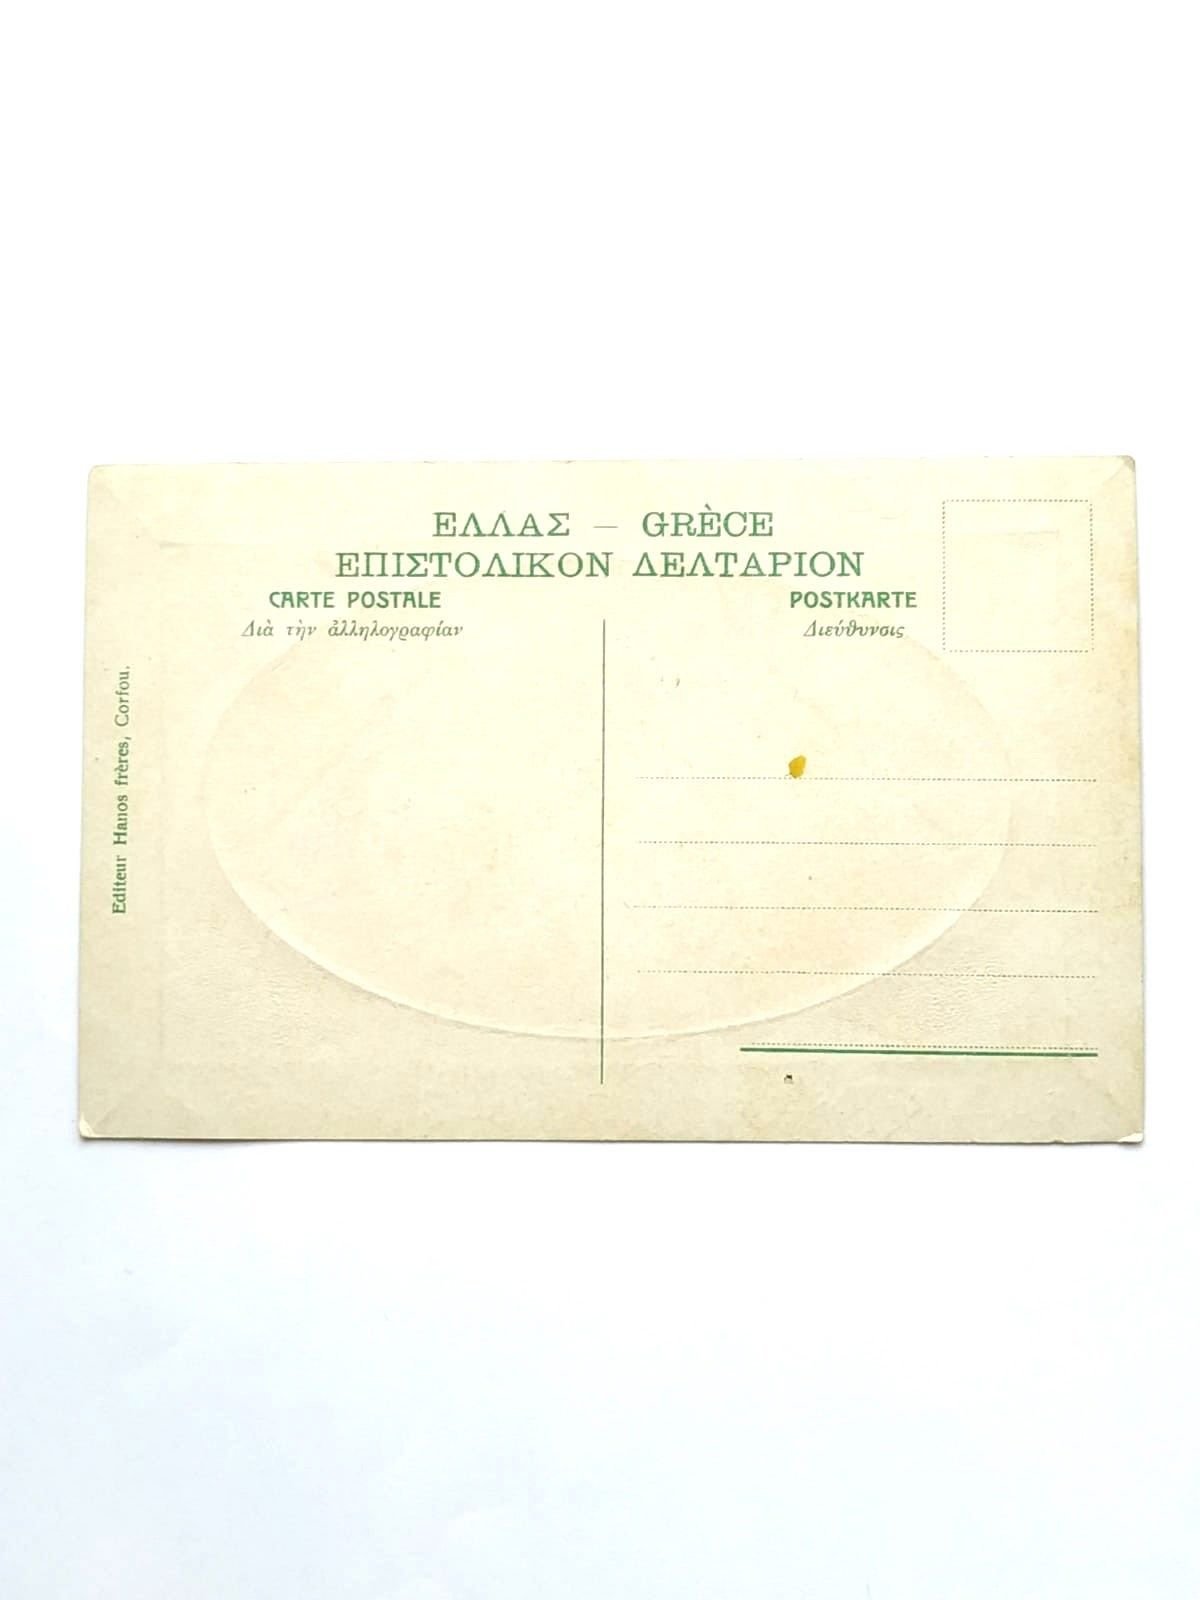 ΕΛΛΑΣ — GRÈCE
ΕΠΙΣΤΟΛΙΚΟΝ ΔΕΛΤΑΡΙΟΝ
CARTE POSTALE
POSTKARTE
Διὰ τὴν ἀλληλογραφίαν
Διεύθυνσις
Editeur Hanos frères, Corfou.